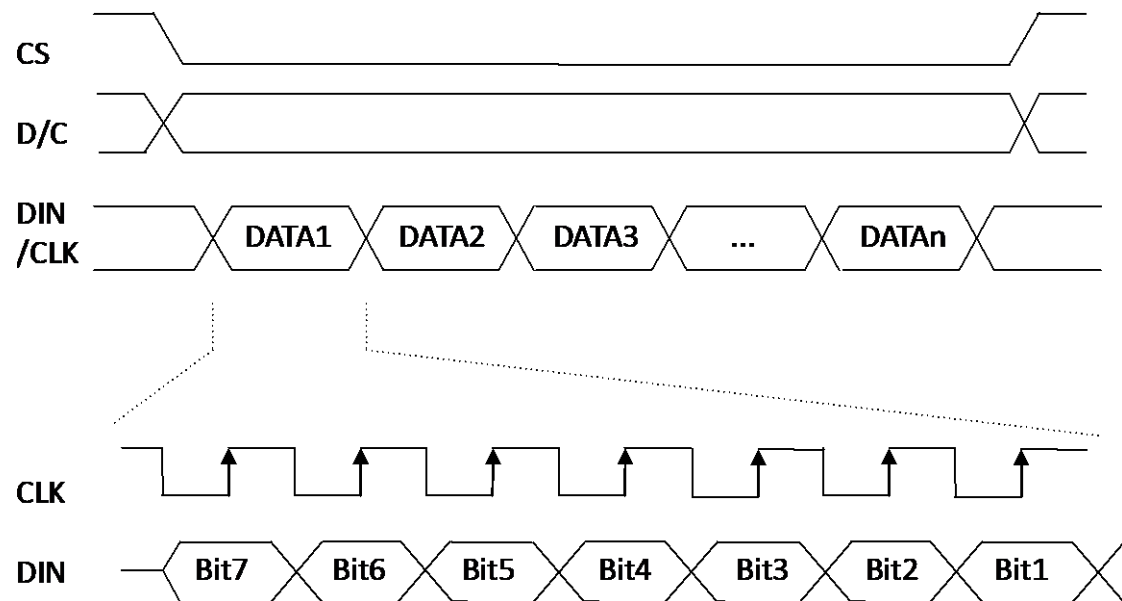 CS
D/C
DIN
/CLK
DATA1 DATA2 DATA3 ... DATAn
CLK
DIN
Bit7 Bit6 Bit5 Bit4 Bit3 Bit2 Bit1